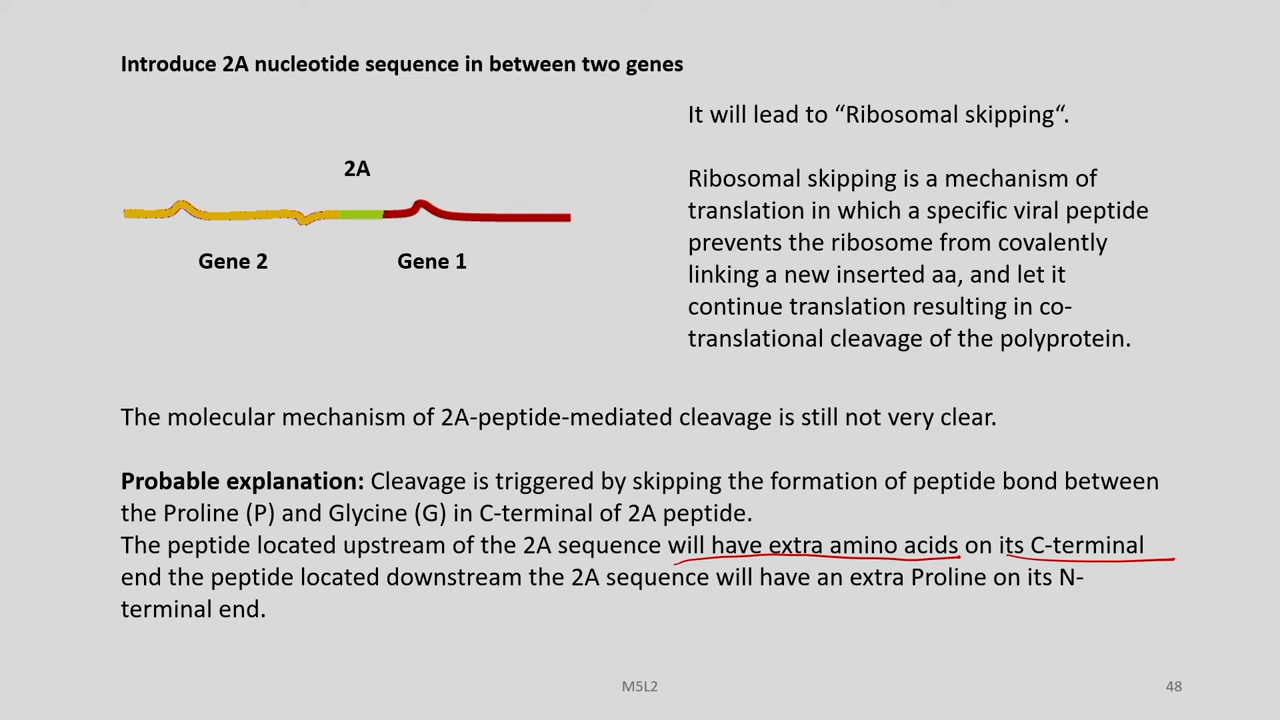 Introduce 2A nucleotide sequence in between two genes
It will lead to “Ribosomal skipping“.
2A
Gene 2
Gene 1
Ribosomal skipping is a mechanism of
translation in which a specific viral peptide
prevents the ribosome from covalently
linking a new inserted aa, and let it
continue translation resulting in co-
translational cleavage of the polyprotein.
The molecular mechanism of 2A-peptide-mediated cleavage is still not very clear.
Probable explanation: Cleavage is triggered by skipping the formation of peptide bond between
the Proline (P) and Glycine (G) in C-terminal of 2A peptide.
The peptide located upstream of the 2A sequence will have extra amino acids on its C-terminal
end the peptide located downstream the 2A sequence will have an extra Proline on its N-
terminal end.
M5L2
48